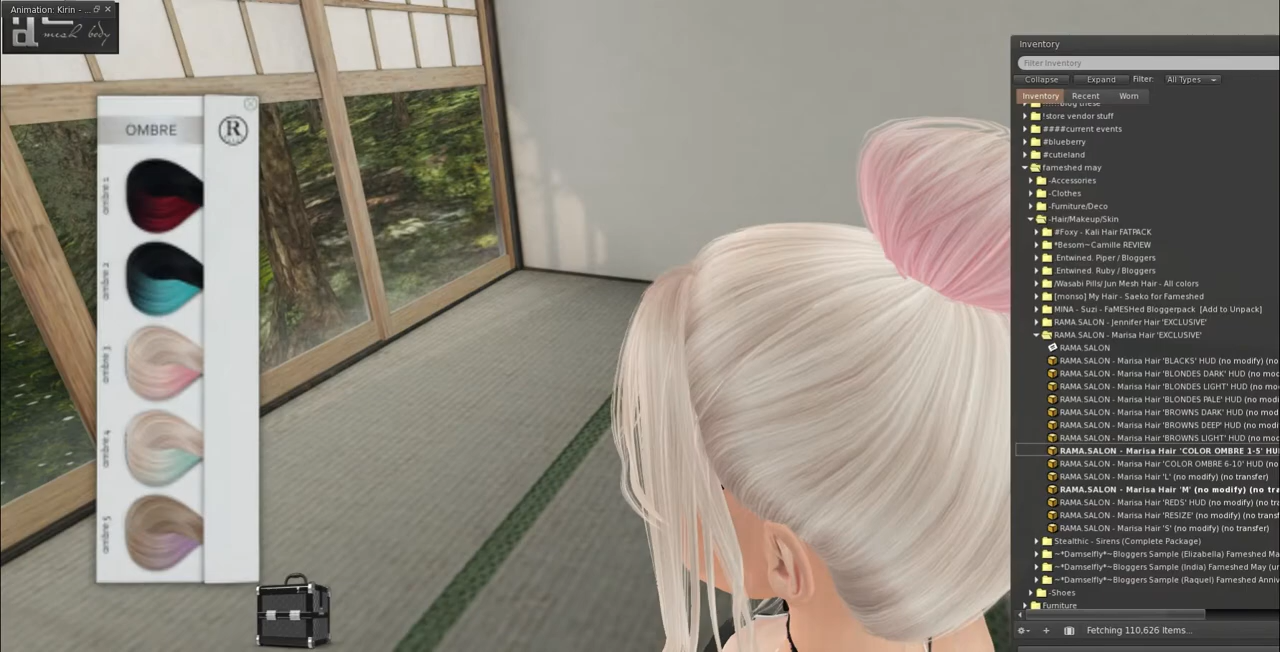 Animation: Kirin - ...
mesh body
OMBRE
R
ombre 1
ombre 2
ombre 3
ombre 4
ombre 5
Inventory
Filter Inventory
Collapse Expand Filter: All Types
Inventory Recent Worn
!store vendor stuff
####current events
#blueberry
#cutieland
fameshed may
-Accessories
-Clothes
-Furniture/Deco
-Hair/Makeup/Skin
#Foxy - Kali Hair FATPACK
*Besom~Camille REVIEW
.Entwined. Piper / Bloggers
.Entwined. Ruby / Bloggers
/Wasabi Pills/ Jun Mesh Hair - All colors
[monso] My Hair - Saeko for Fameshed
MINA - Suzi - FaMESHed Bloggerpack [Add to Unpack]
RAMA.SALON - Jennifer Hair 'EXCLUSIVE'
RAMA.SALON - Marisa Hair 'EXCLUSIVE'
RAMA.SALON
RAMA.SALON - Marisa Hair 'BLACKS' HUD (no modify) (no
RAMA.SALON - Marisa Hair 'BLONDES DARK' HUD (no mod
RAMA.SALON - Marisa Hair 'BLONDES LIGHT' HUD (no mod
RAMA.SALON - Marisa Hair 'BLONDES PALE' HUD (no modi
RAMA.SALON - Marisa Hair 'BROWNS DARK' HUD (no modi
RAMA.SALON - Marisa Hair 'BROWNS DEEP' HUD (no modi
RAMA.SALON - Marisa Hair 'BROWNS LIGHT' HUD (no mod
RAMA.SALON - Marisa Hair 'COLOR OMBRE 1-5' HU
RAMA.SALON - Marisa Hair 'COLOR OMBRE 6-10' HUD (no
RAMA.SALON - Marisa Hair 'L' (no modify) (no transfer)
RAMA.SALON - Marisa Hair 'M' (no modify) (no tra
RAMA.SALON - Marisa Hair 'REDS' HUD (no modify) (no tra
RAMA.SALON - Marisa Hair 'RESIZE' (no modify) (no transf
RAMA.SALON - Marisa Hair 'S' (no modify) (no transfer)
Stealthic - Sirens (Complete Package)
~*Damselfly*~Bloggers Sample (Elizabella) Fameshed Ma
~*Damselfly*~Bloggers Sample (India) Fameshed May (un
~*Damselfly*~Bloggers Sample (Raquel) Fameshed Anniv
-Shoes
Furniture
Fetching 110,626 Items...